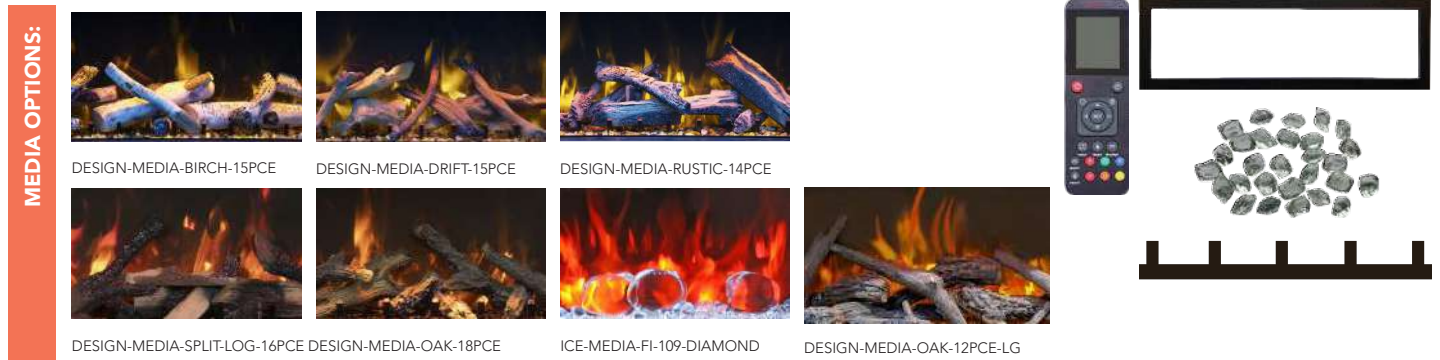 MEDIA OPTIONS:
DESIGN-MEDIA-BIRCH-15PCE
DESIGN-MEDIA-DRIFT-15PCE
DESIGN-MEDIA-RUSTIC-14PCE
DESIGN-MEDIA-SPLIT-LOG-16PCE
DESIGN-MEDIA-OAK-18PCE
ICE-MEDIA-FI-109-DIAMOND
DESIGN-MEDIA-OAK-12PCE-LG